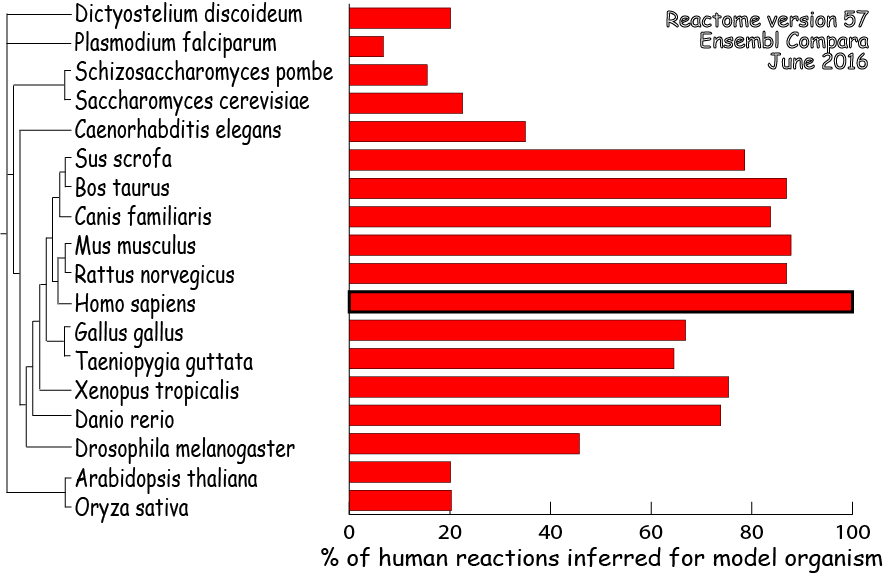 Dictyostelium discoideum
Plasmodium falciparum
Schizosaccharomyces pombe
Saccharomyces cerevisiae
Caenorhabditis elegans
Sus scrofa
Bos taurus
Canis familiaris
Mus musculus
Rattus norvegicus
Homo sapiens
Gallus gallus
Taeniopygia guttata
Xenopus tropicalis
Danio rerio
Drosophila melanogaster
Arabidopsis thaliana
Oryza sativa
Reactome version 57
Ensembl Compara
June 2016
0 20 40 60 80 100
% of human reactions inferred for model organism